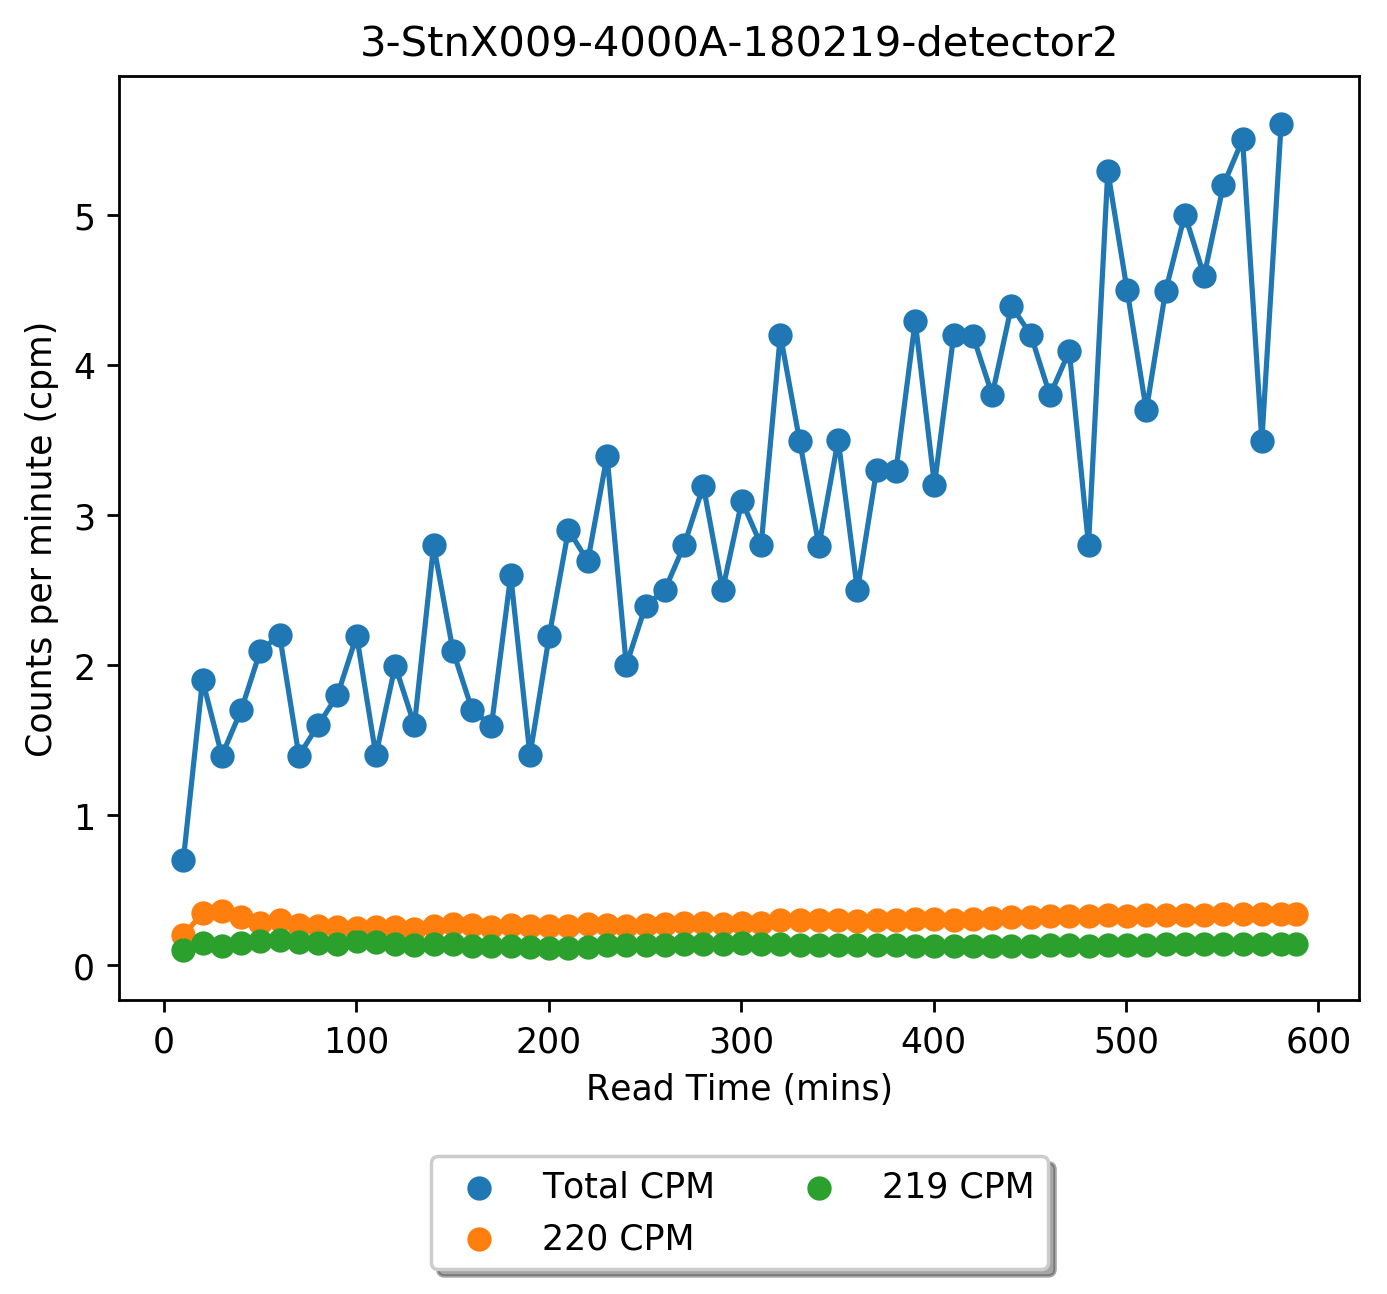 3-StnX009-4000A-180219-detector2
Counts per minute (cpm)
5
4
3
2
1
0
0 100 200 300 400 500 600
Read Time (mins)
Total CPM 219 CPM
220 CPM